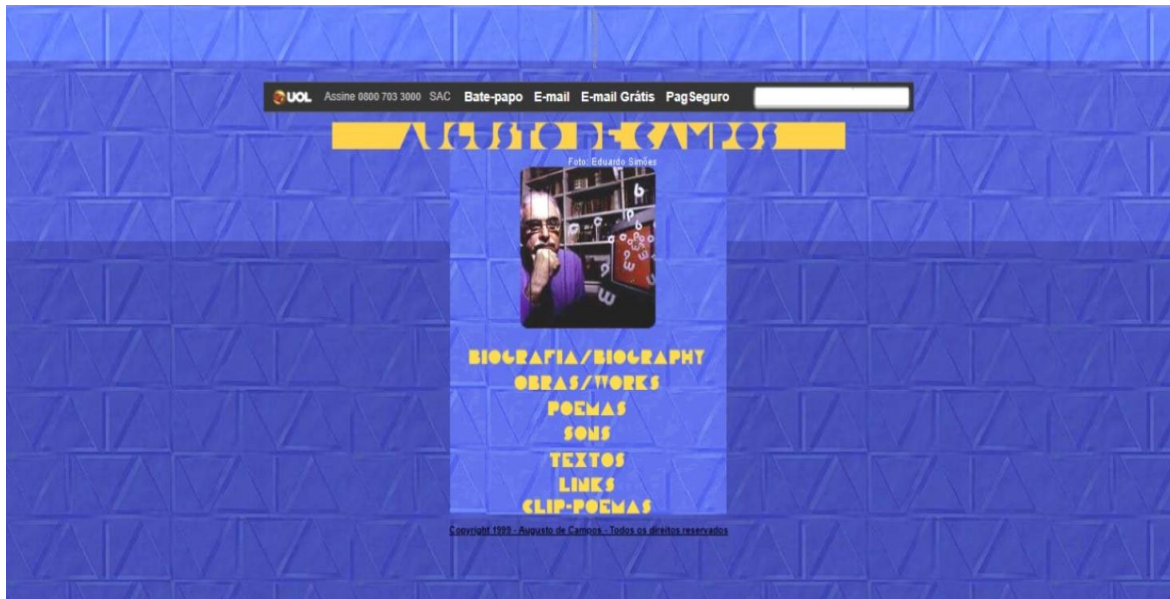 UOL Assine 0800 703 3000 SAC Bate-papo E-mail E-mail Grátis PagSeguro
AUGUSTO DE CAMPOS
Foto: Eduardo Simões
BIOGRAFIA/BIOGRAPHY
OBRAS/WORKS
POEMAS
SONS
TEXTOS
LINKS
CLIP-POEMAS
Copyright 1999 - Augusto de Campos - Todos os direitos reservados